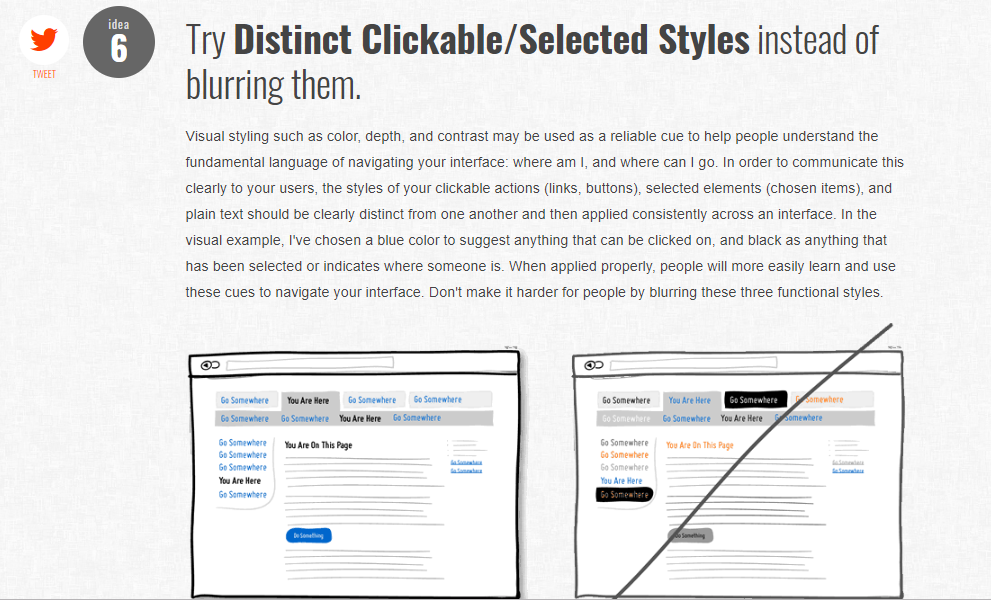 idea
6
TWEET
Try Distinct Clickable/Selected Styles instead of
blurring them.
Visual styling such as color, depth, and contrast may be used as a reliable cue to help people understand the
fundamental language of navigating your interface: where am I, and where can I go. In order to communicate this
clearly to your users, the styles of your clickable actions (links, buttons), selected elements (chosen items), and
plain text should be clearly distinct from one another and then applied consistently across an interface. In the
visual example, I've chosen a blue color to suggest anything that can be clicked on, and black as anything that
has been selected or indicates where someone is. When applied properly, people will more easily learn and use
these cues to navigate your interface. Don't make it harder for people by blurring these three functional styles.
Go Somewhere You Are Here Go Somewhere Go Somewhere
Go Somewhere Go Somewhere You Are Here Go Somewhere
Go Somewhere
Go Somewhere
Go Somewhere
You Are Here
Go Somewhere
You Are On This Page
Go Somewhere
Go Somewhere
Do Something
Go Somewhere You Are Here Go Somewhere Go Somewhere
Go Somewhere Go Somewhere You Are Here Go Somewhere
Go Somewhere
Go Somewhere
Go Somewhere
You Are Here
Go Somewhere
You Are On This Page
Go Somewhere
Go Somewhere
Do Something